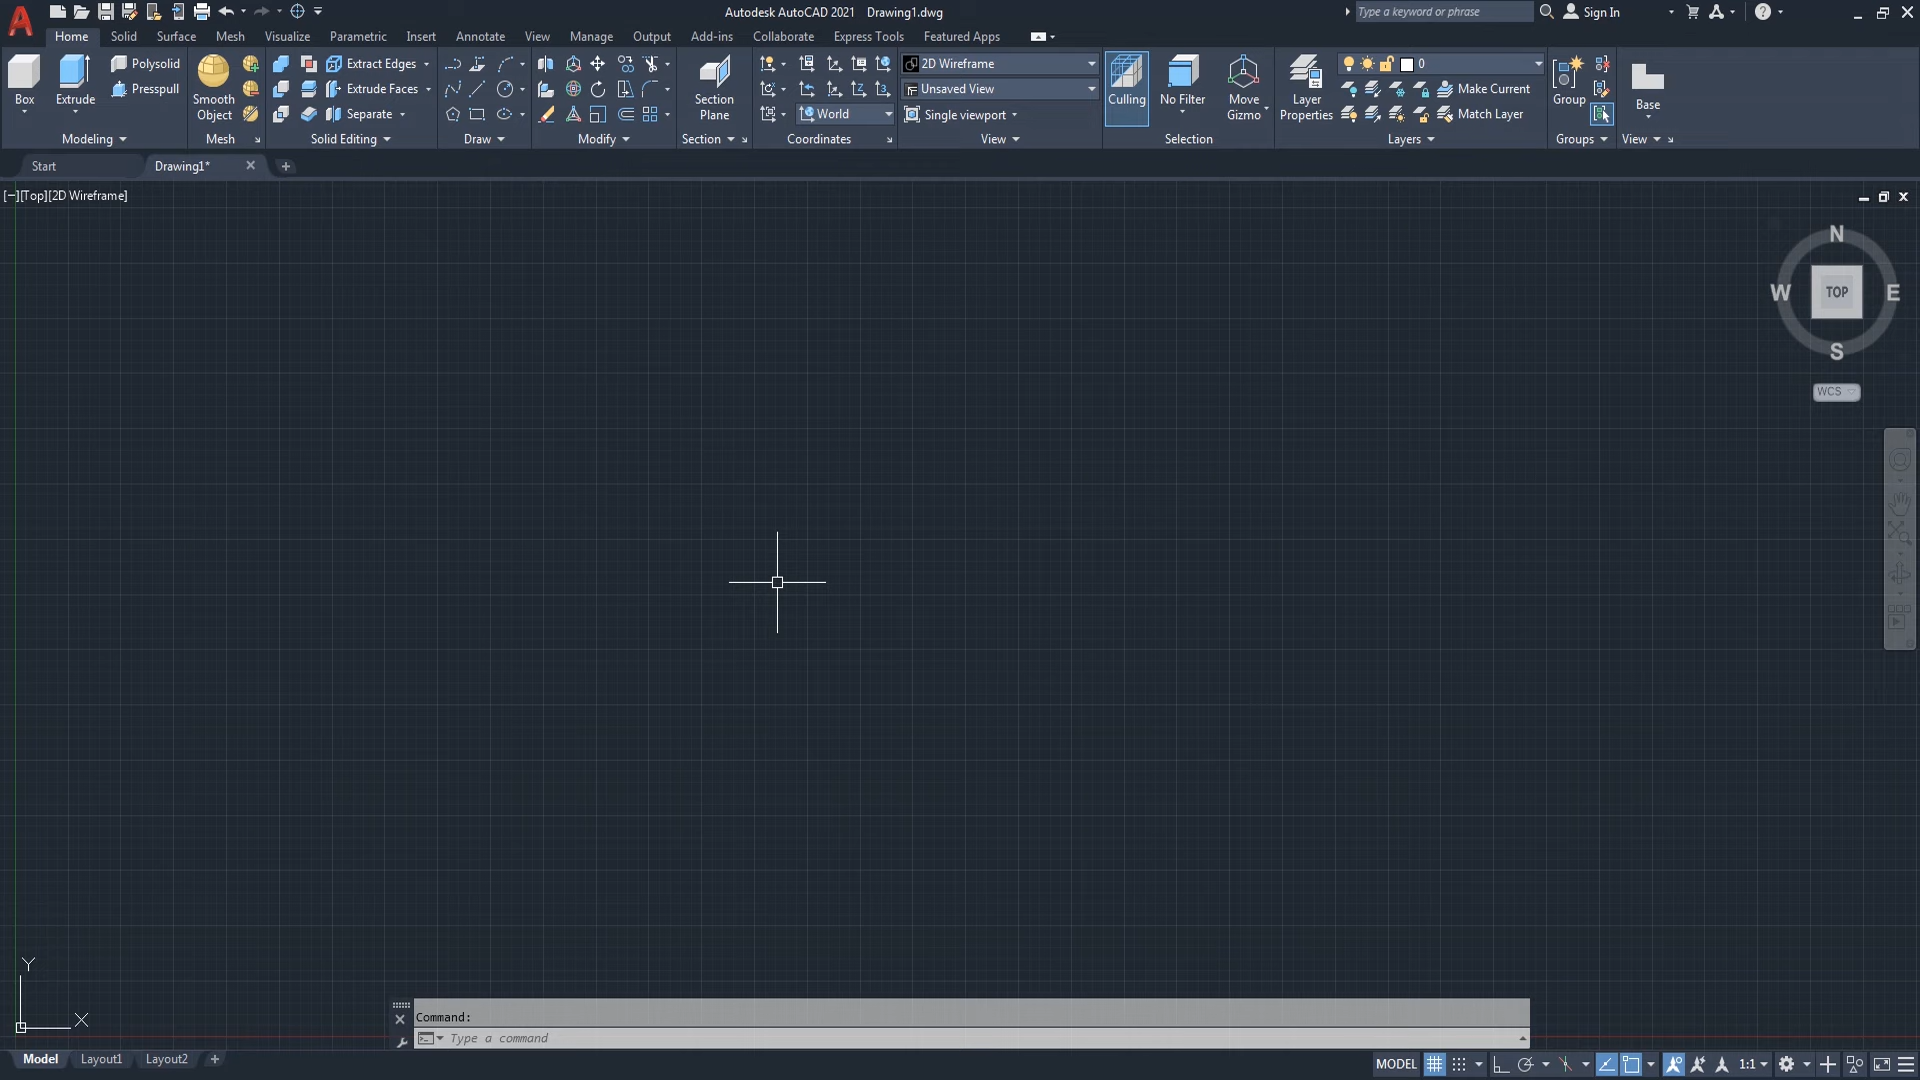 Autodesk AutoCAD 2021 Drawing1.dwg
Type a keyword or phrase
Sign In
Home Solid Surface Mesh Visualize Parametric Insert Annotate View Manage Output Add-ins Collaborate Express Tools Featured Apps
Box
Extrude
Polysolid
Presspull
Modeling
Smooth
Object
Mesh
Extract Edges
Extrude Faces
Separate
Solid Editing
Draw
Modify
Section
Plane
Section
World
Coordinates
2D Wireframe
Unsaved View
Single viewport
View
Culling
No Filter
Move
Gizmo
Selection
Layer
Properties
0
Make Current
Match Layer
Layers
Group
Groups
Base
View
Start
Drawing1*
[−][Top][2D Wireframe]
N
W TOP E
S
WCS
Y
X
Command:
Type a command
Model Layout1 Layout2
MODEL
1:1